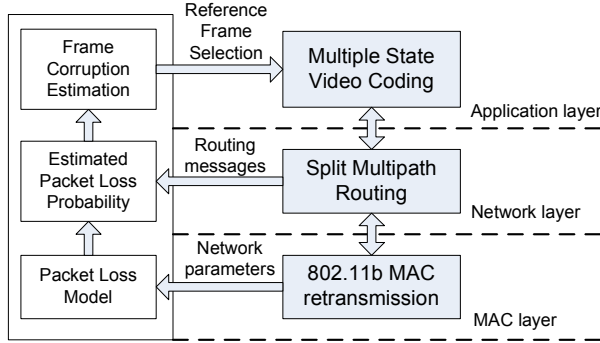 Reference
Frame
Selection
Frame
Corruption
Estimation
Multiple State
Video Coding
Application layer
Routing
messages
Estimated
Packet Loss
Probability
Split Multipath
Routing
Network layer
Network
parameters
Packet Loss
Model
802.11b MAC
retransmission
MAC layer